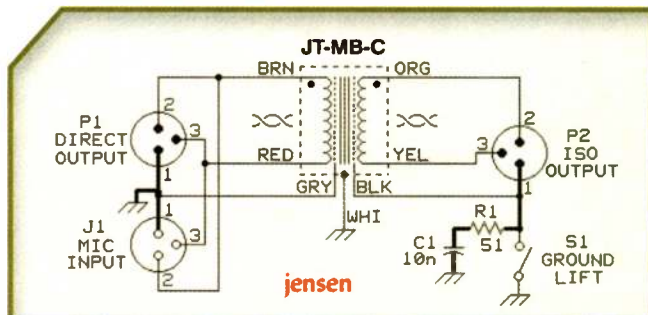 JT-MB-C
BRN
ORG
2
P1
DIRECT
OUTPUT
3
1
RED
YEL
2
3
P2
ISO
OUTPUT
1
GRY
BLK
WHI
1
J1
MIC
INPUT
3
2
R1
51
C1
10n
S1
GROUND
LIFT
jensen